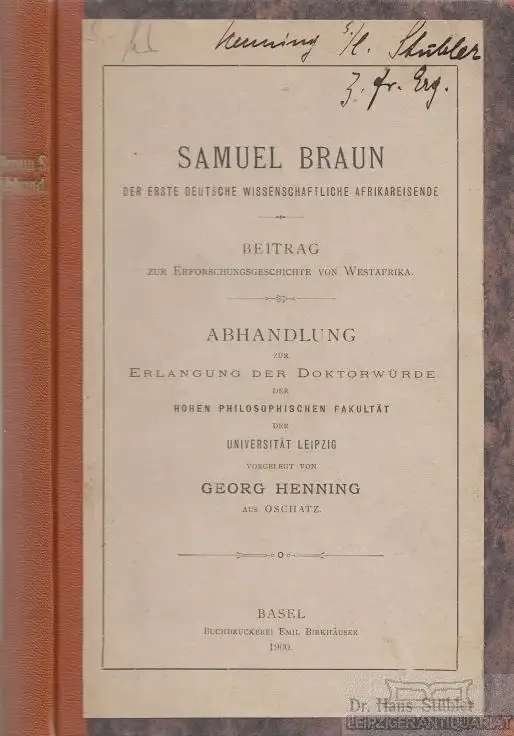 Henning
Stübler
Z. fr. Erg.
SAMUEL BRAUN
DER ERSTE DEUTSCHE WISSENSCHAFTLICHE AFRIKAREISENDE
BEITRAG
ZUR ERFORSCHUNGSGESCHICHTE VON WESTAFRIKA.
ABHANDLUNG
ZUR
ERLANGUNG DER DOKTORWÜRDE
DER
HOHEN PHILOSOPHISCHEN FAKULTÄT
DER
UNIVERSITÄT LEIPZIG
VORGELEGT VON
GEORG HENNING
AUS OSCHATZ.
BASEL
BUCHDRUCKEREI EMIL BIRKHÄUSER
1900.
Dr. Hans Stübler
LEIPZIGER ANTIQUARIAT